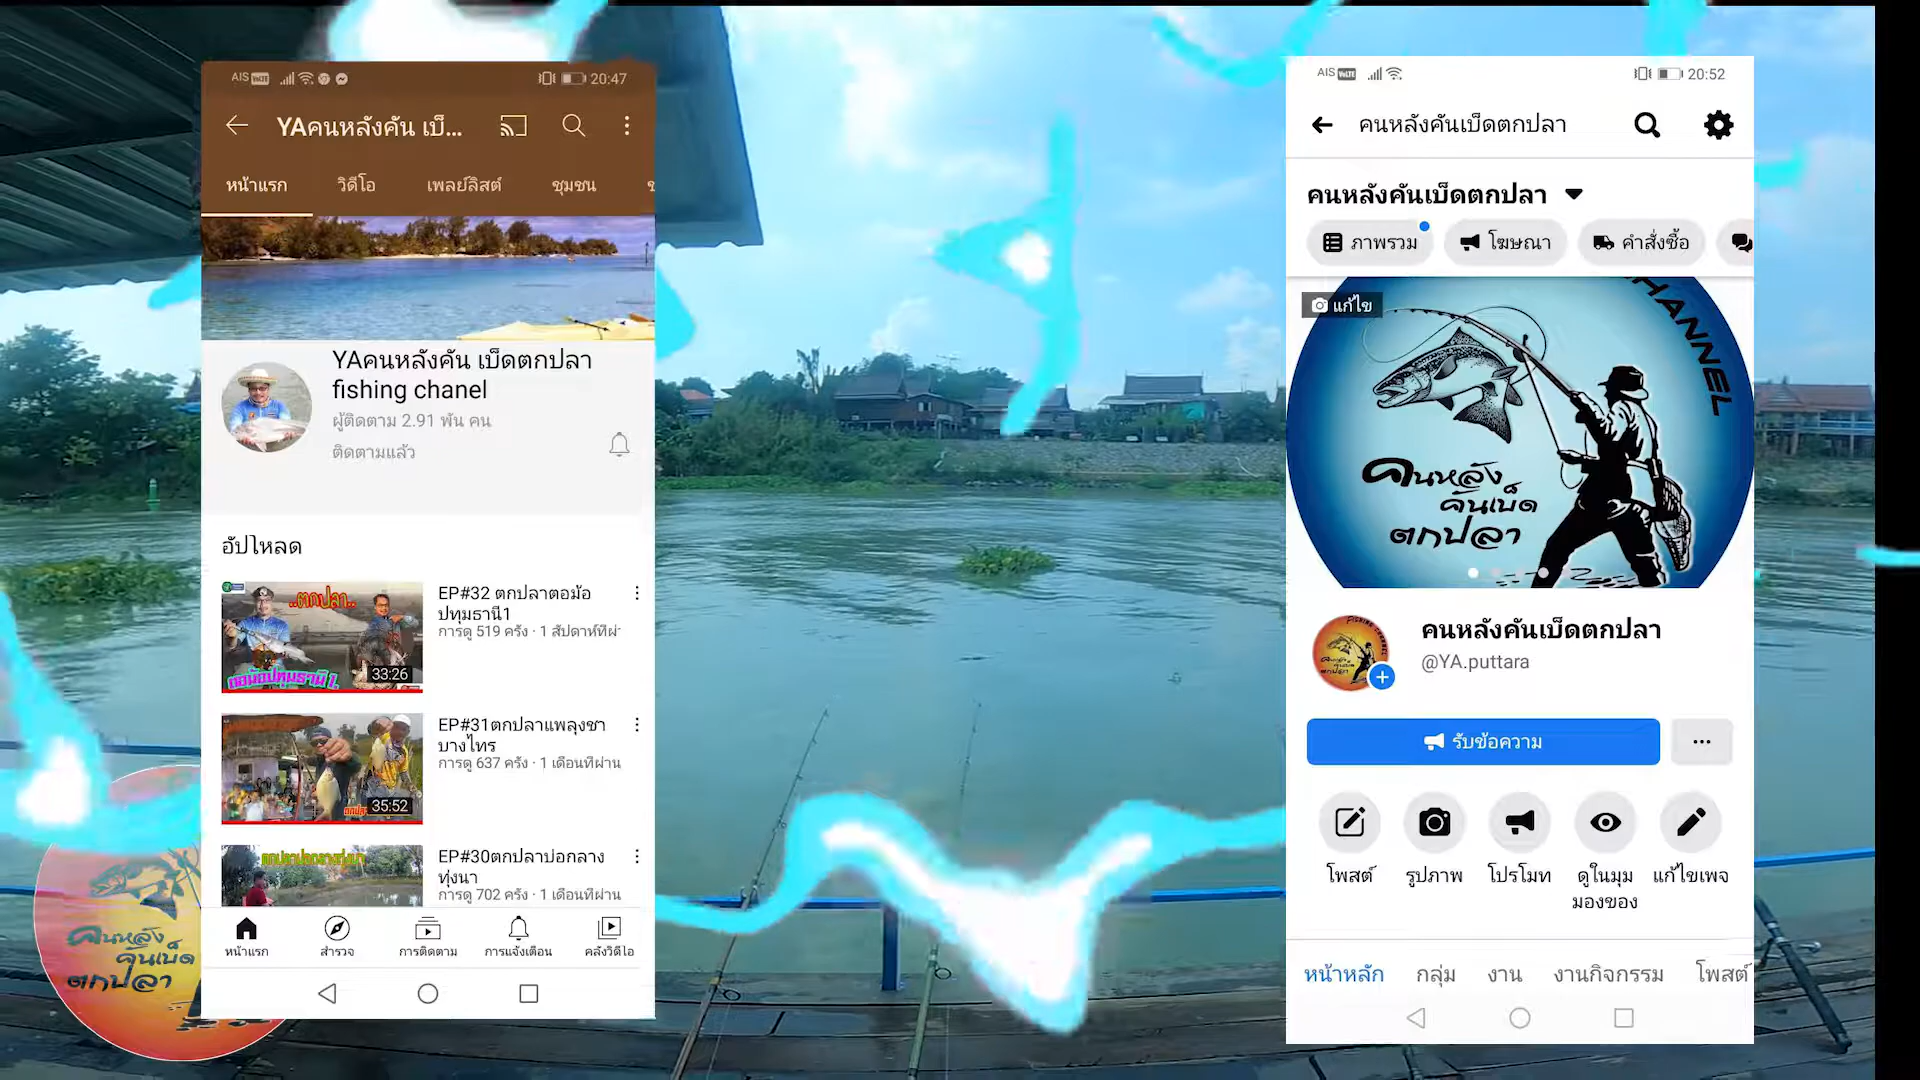 AIS VoLTE 20:47
YAคนหลังคัน เบ็...
หน้าแรก วิดีโอ เพลย์ลิสต์ ชุมชน
YAคนหลังคัน เบ็ดตกปลา
fishing chanel
ผู้ติดตาม 2.91 พัน คน
ติดตามแล้ว
อัปโหลด
..ตกปลา..
33:26
EP#32 ตกปลาตอม้อ
ปทุมธานี1
การดู 519 ครั้ง · 1 สัปดาห์ที่ผ่
35:52
EP#31ตกปลาแพลุงชา
บางไทร
การดู 637 ครั้ง · 1 เดือนที่ผ่าน
EP#30ตกปลาบ่อกลาง
ทุ่งนา
การดู 702 ครั้ง · 1 เดือนที่ผ่าน
หน้าแรก สำรวจ การติดตาม การแจ้งเตือน คลังวิดีโอ
คนหลัง
คันเบ็ด
ตกปลา
AIS VoLTE 20:52
คนหลังคันเบ็ดตกปลา
คนหลังคันเบ็ดตกปลา
ภาพรวม โฆษณา คำสั่งซื้อ
แก้ไข
HANNEL
คนหลัง
คันเบ็ด
ตกปลา
คนหลังคันเบ็ดตกปลา
@YA.puttara
รับข้อความ
โพสต์ รูปภาพ โปรโมท ดูในมุม แก้ไขเพจ
มองของ
หน้าหลัก กลุ่ม งาน งานกิจกรรม โพสต์